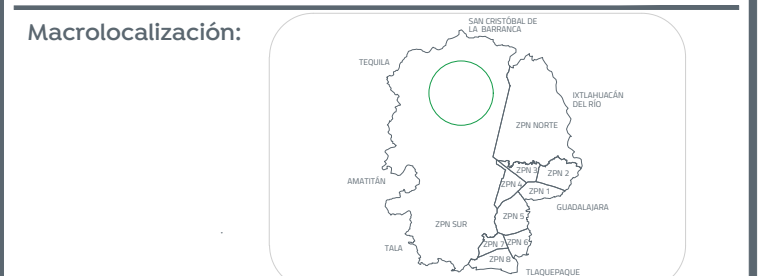 Macrolocalización:
SAN CRISTÓBAL DE
LA BARRANCA
TEQUILA
IXTLAHUACÁN
DEL RÍO
ZPN NORTE
ZPN 3
ZPN 2
AMATITÁN
ZPN 4
ZPN 1
GUADALAJARA
ZPN 5
ZPN SUR
TALA
ZPN 7
ZPN 6
ZPN 8
TLAQUEPAQUE